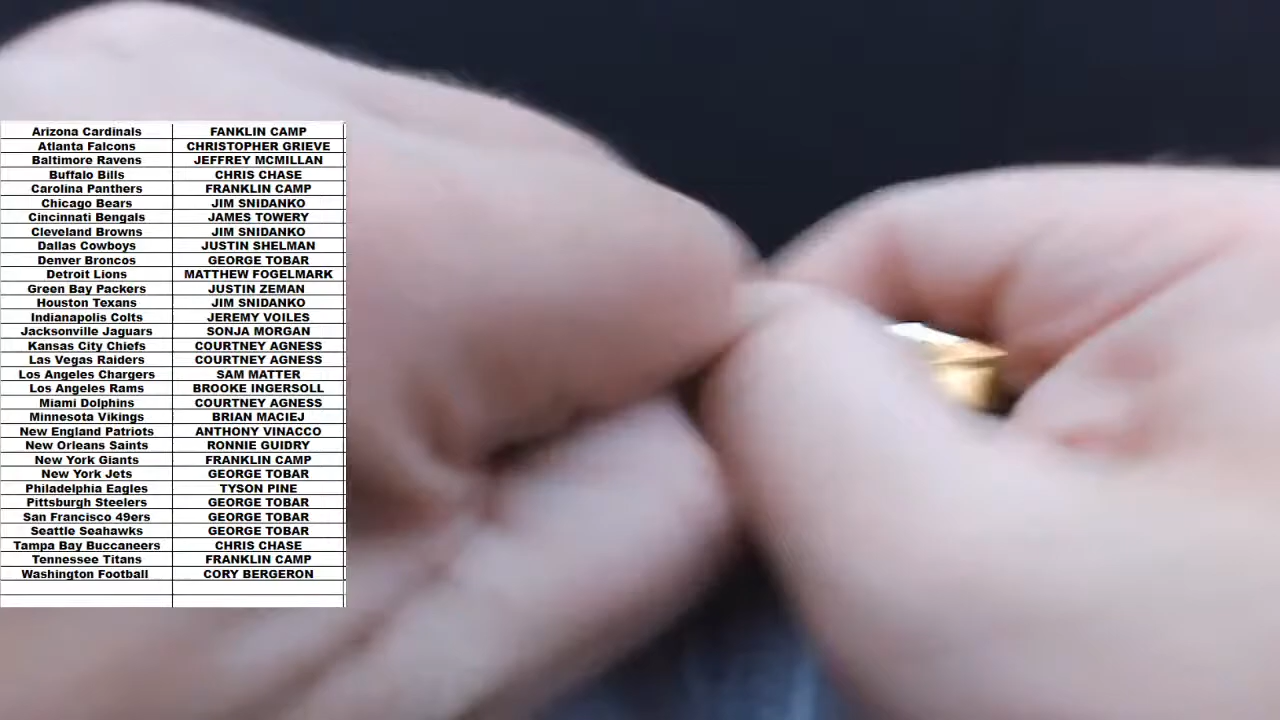 Arizona Cardinals FANKLIN CAMP
Atlanta Falcons CHRISTOPHER GRIEVE
Baltimore Ravens JEFFREY MCMILLAN
Buffalo Bills CHRIS CHASE
Carolina Panthers FRANKLIN CAMP
Chicago Bears JIM SNIDANKO
Cincinnati Bengals JAMES TOWERY
Cleveland Browns JIM SNIDANKO
Dallas Cowboys JUSTIN SHELMAN
Denver Broncos GEORGE TOBAR
Detroit Lions MATTHEW FOGELMARK
Green Bay Packers JUSTIN ZEMAN
Houston Texans JIM SNIDANKO
Indianapolis Colts JEREMY VOILES
Jacksonville Jaguars SONJA MORGAN
Kansas City Chiefs COURTNEY AGNESS
Las Vegas Raiders COURTNEY AGNESS
Los Angeles Chargers SAM MATTER
Los Angeles Rams BROOKE INGERSOLL
Miami Dolphins COURTNEY AGNESS
Minnesota Vikings BRIAN MACIEJ
New England Patriots ANTHONY VINACCO
New Orleans Saints RONNIE GUIDRY
New York Giants FRANKLIN CAMP
New York Jets GEORGE TOBAR
Philadelphia Eagles TYSON PINE
Pittsburgh Steelers GEORGE TOBAR
San Francisco 49ers GEORGE TOBAR
Seattle Seahawks GEORGE TOBAR
Tampa Bay Buccaneers CHRIS CHASE
Tennessee Titans FRANKLIN CAMP
Washington Football CORY BERGERON